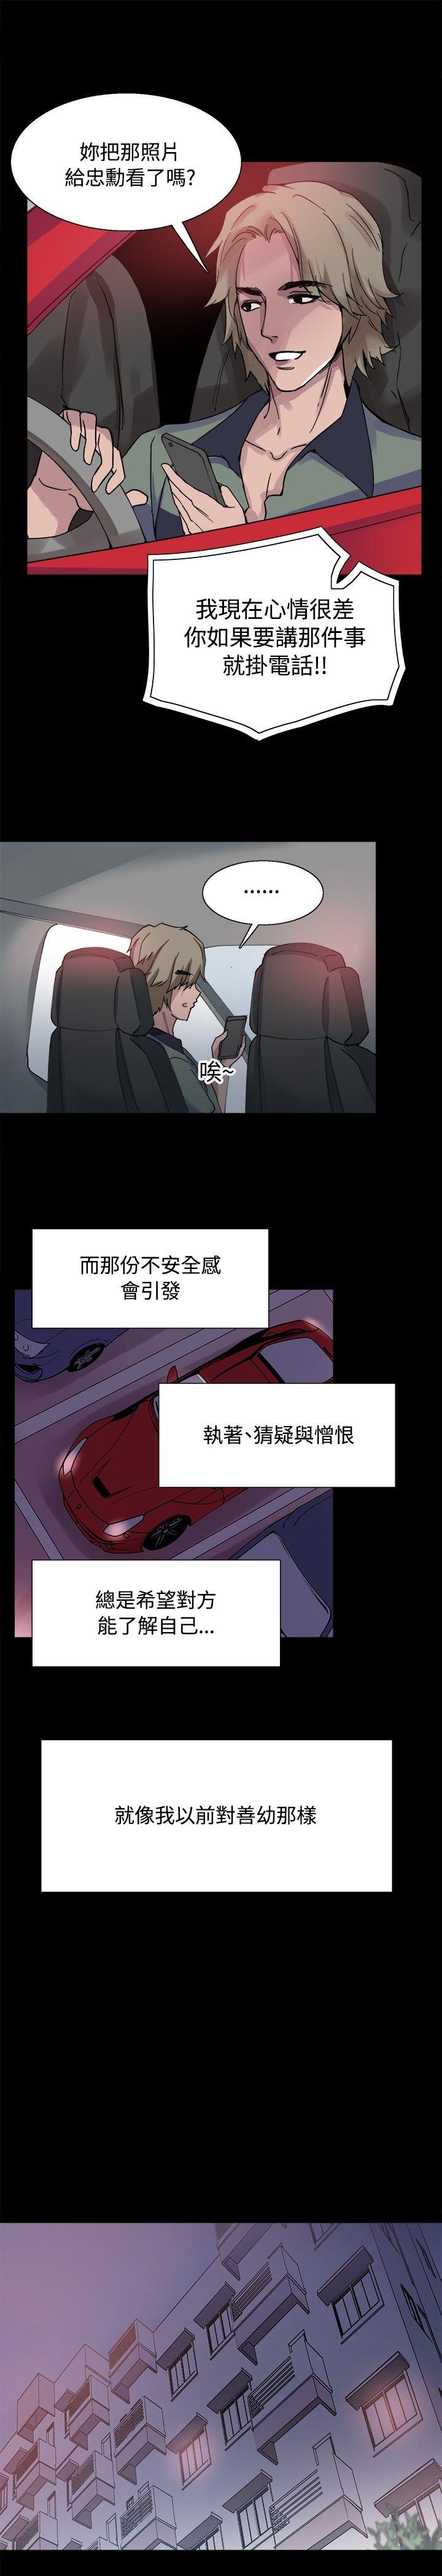 妳把那照片
給忠勳看了嗎?
我現在心情很差
你如果要講那件事
就掛電話!!
……
唉~
而那份不安全感
會引發
執著、猜疑與憎恨
總是希望對方
能了解自己...
就像我以前對善幼那樣